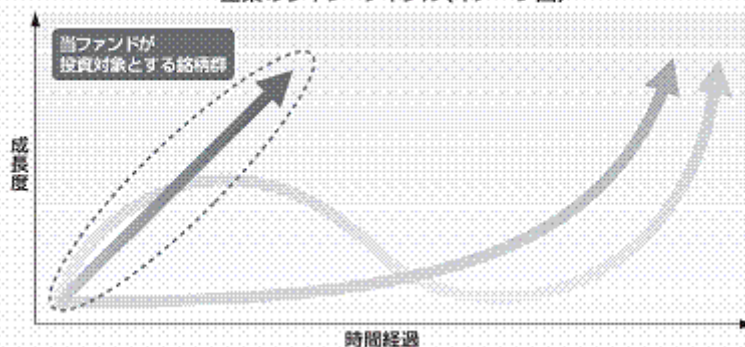 当ファンドが
投資対象とする銘柄群
成長度
時間経過